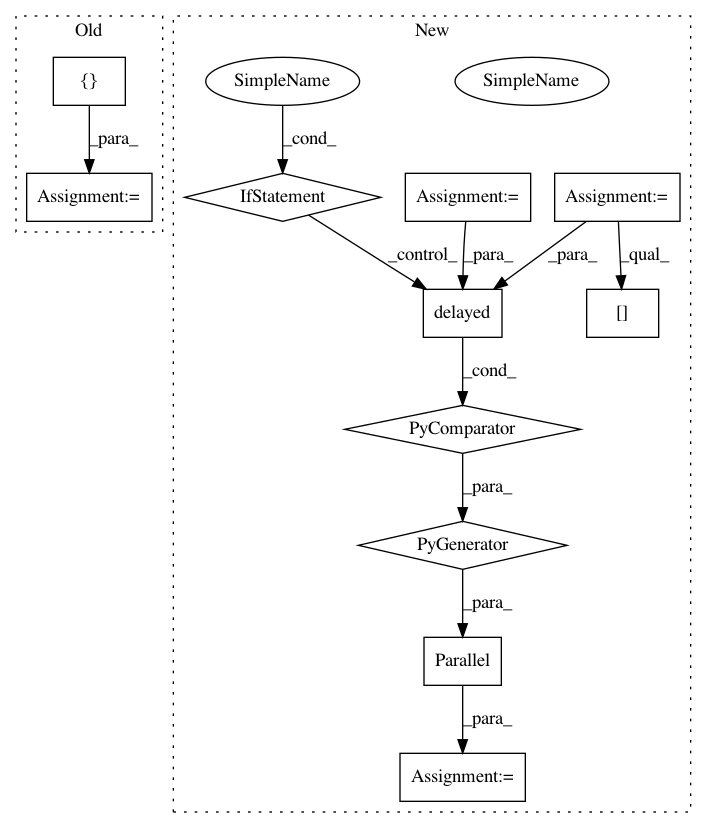 Old
New
{}
SimpleName
SimpleName
_para_
_cond_
Assignment:=
IfStatement
Assignment:=
Assignment:=
_control_
_para_
_para_
_qual_
delayed
[]
_cond_
PyComparator
_para_
PyGenerator
_para_
Parallel
_para_
Assignment:=